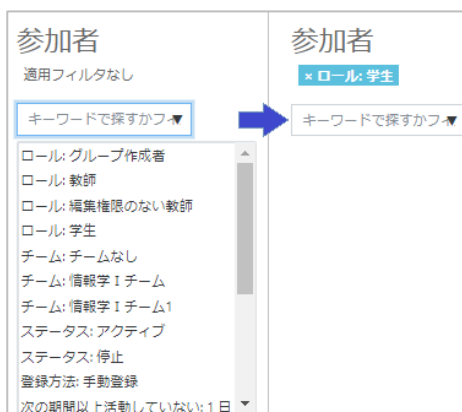 参加者
適用フィルタなし
キーワードで探すかフィ
ロール: グループ作成者
ロール: 教師
ロール: 編集権限のない教師
ロール: 学生
チーム: チームなし
チーム: 情報学Ⅰチーム
チーム: 情報学Ⅰチーム1
ステータス: アクティブ
ステータス: 停止
登録方法: 手動登録
次の期間以上活動していない: 1 日
参加者
× ロール: 学生
キーワードで探すかフィ